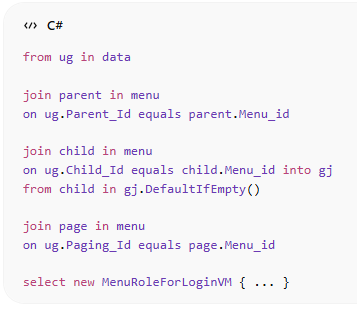 </> C#
from ug in data
join parent in menu
on ug.Parent_Id equals parent.Menu_id
join child in menu
on ug.Child_Id equals child.Menu_id into gj
from child in gj.DefaultIfEmpty()
join page in menu
on ug.Paging_Id equals page.Menu_id
select new MenuRoleForLoginVM { ... }